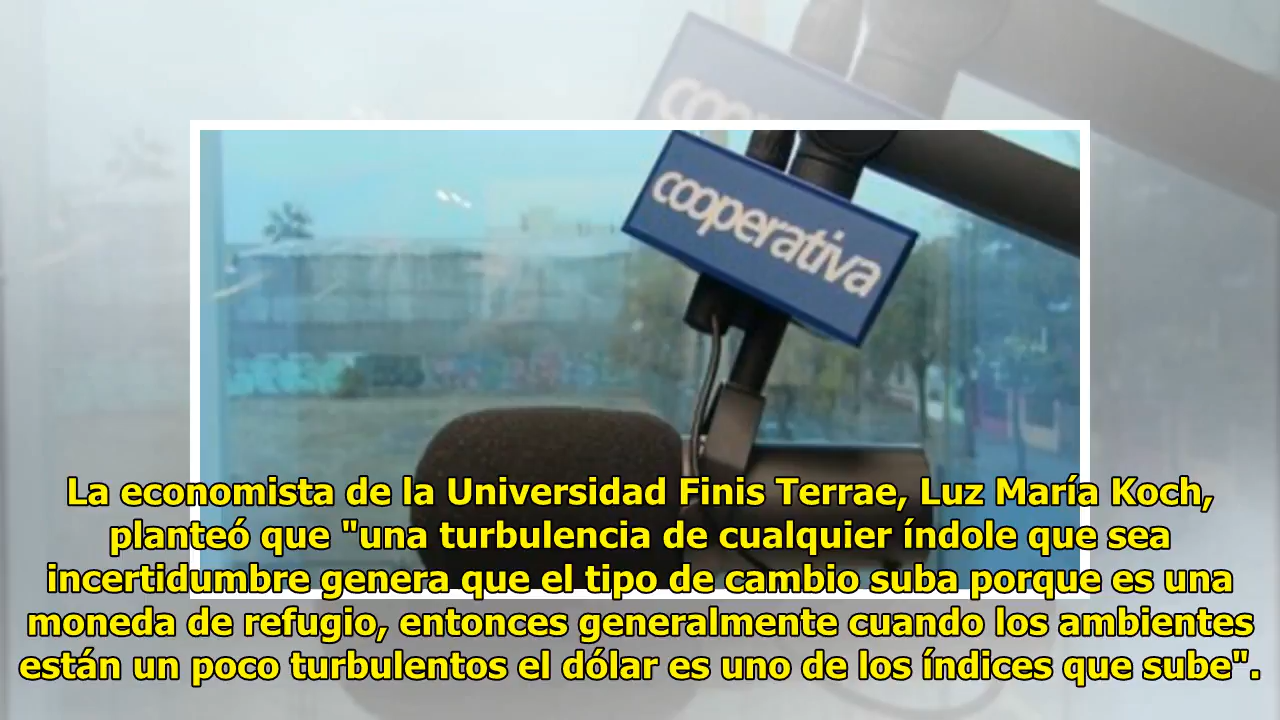 coo
cooperativa
La economista de la Universidad Finis Terrae, Luz María Koch,
planteó que "una turbulencia de cualquier índole que sea
incertidumbre genera que el tipo de cambio suba porque es una
moneda de refugio, entonces generalmente cuando los ambientes
están un poco turbulentos el dólar es uno de los índices que sube".